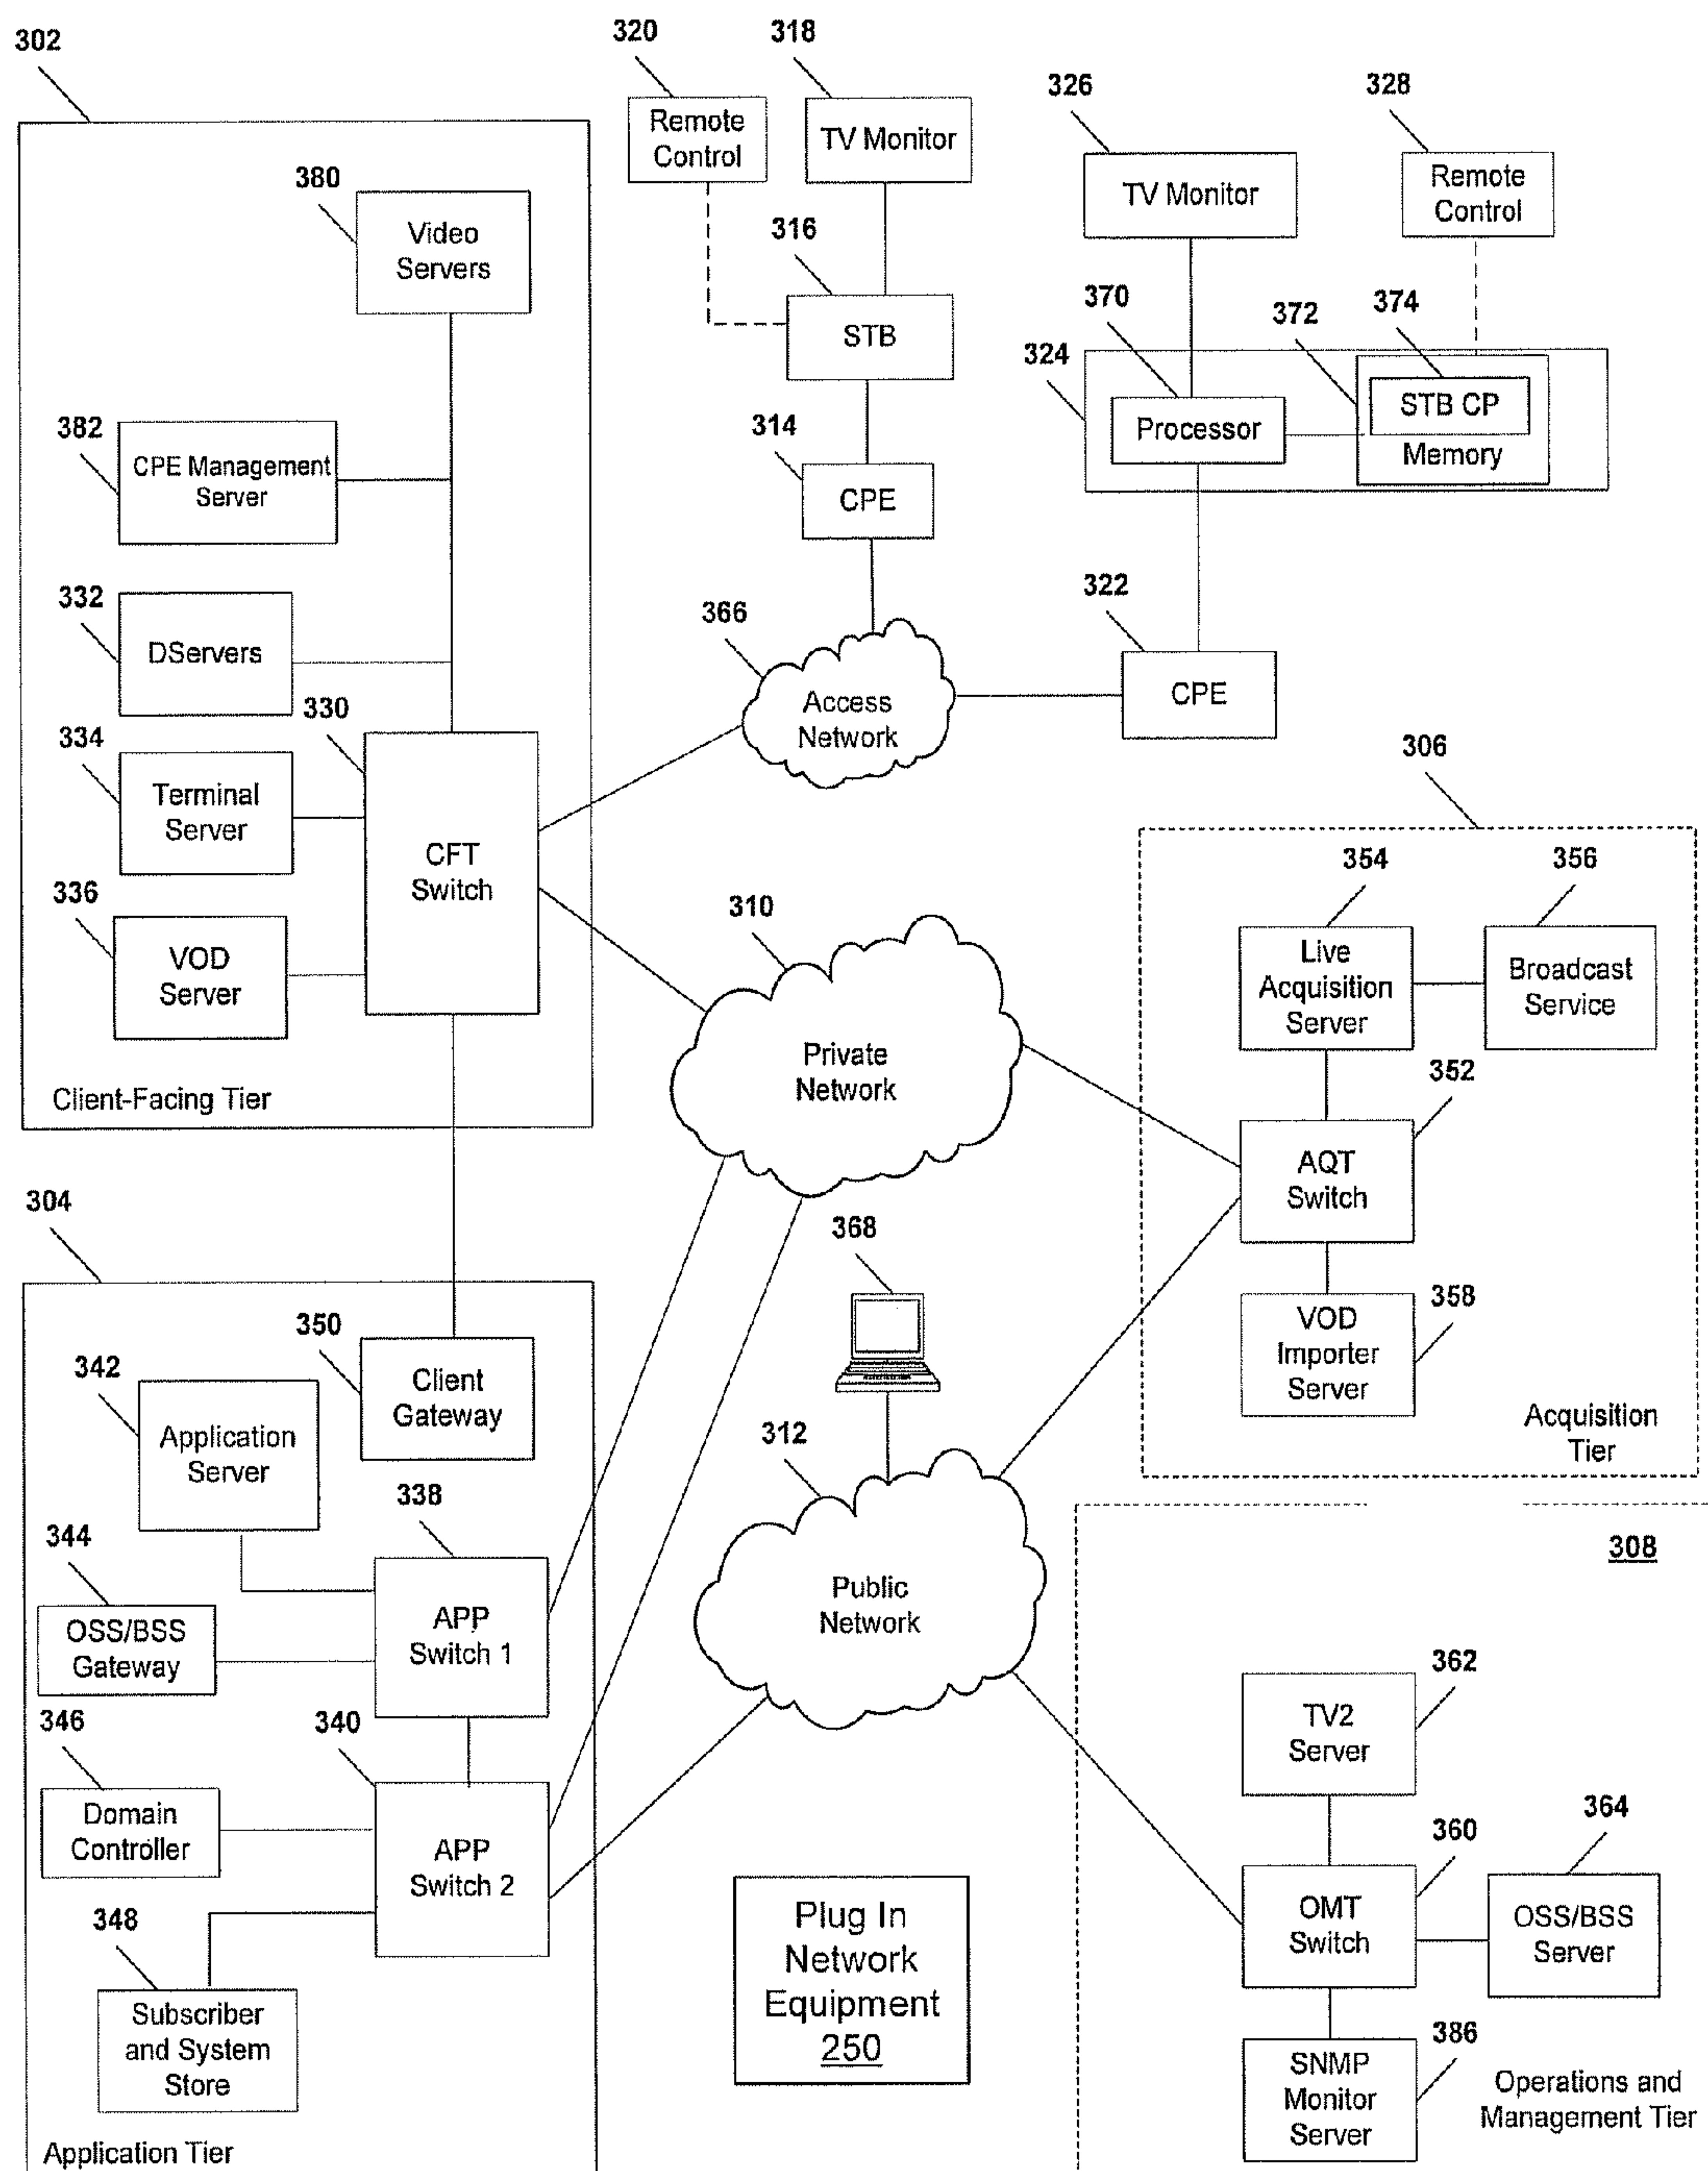 302
320
318
326
328
Remote
Control
TV Monitor
TV Monitor
Remote
Control
380
Video
Servers
316
STB
370
372
374
324
Processor
STB CP
Memory
382
CPE Management
Server
314
CPE
332
DServers
366
Access
Network
322
CPE
330
334
Terminal
Server
CFT
Switch
336
VOD
Server
Client-Facing Tier
310
Private
Network
306
354
356
Live
Acquisition
Server
Broadcast
Service
352
AQT
Switch
358
VOD
Importer
Server
Acquisition
Tier
304
350
Client
Gateway
342
Application
Server
368
312
Public
Network
338
344
OSS/BSS
Gateway
APP
Switch 1
346
340
Domain
Controller
APP
Switch 2
348
Subscriber
and System
Store
Application Tier
Plug In
Network
Equipment
250
308
362
TV2
Server
360
364
OMT
Switch
OSS/BSS
Server
386
SNMP
Monitor
Server
Operations and
Management Tier